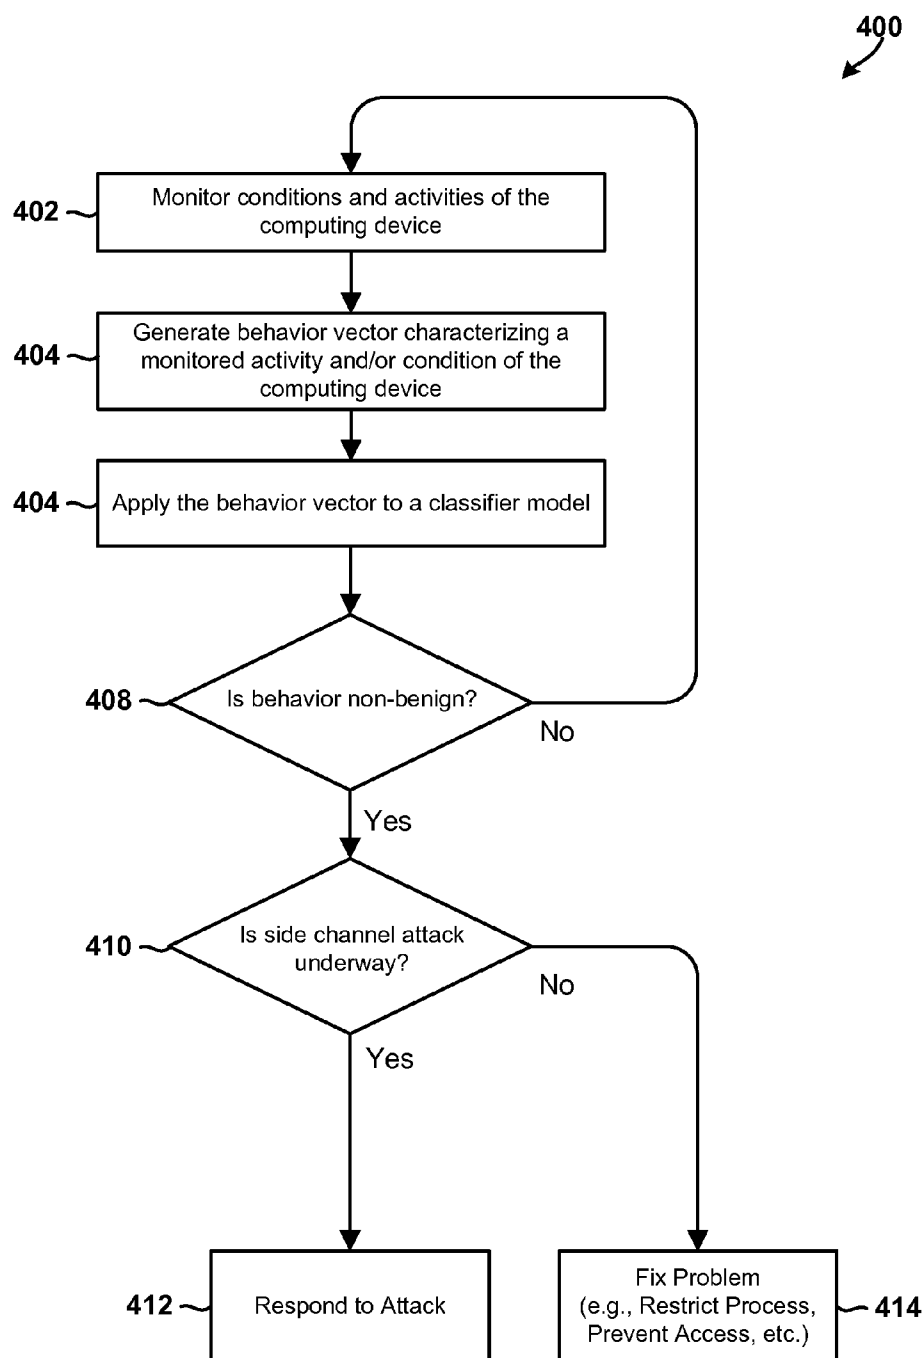 400
402
Monitor conditions and activities of the
computing device
404
Generate behavior vector characterizing a
monitored activity and/or condition of the
computing device
404
Apply the behavior vector to a classifier model
408
Is behavior non-benign?
No
Yes
410
Is side channel attack
underway?
No
Yes
412
Respond to Attack
Fix Problem
(e.g., Restrict Process,
Prevent Access, etc.)
414